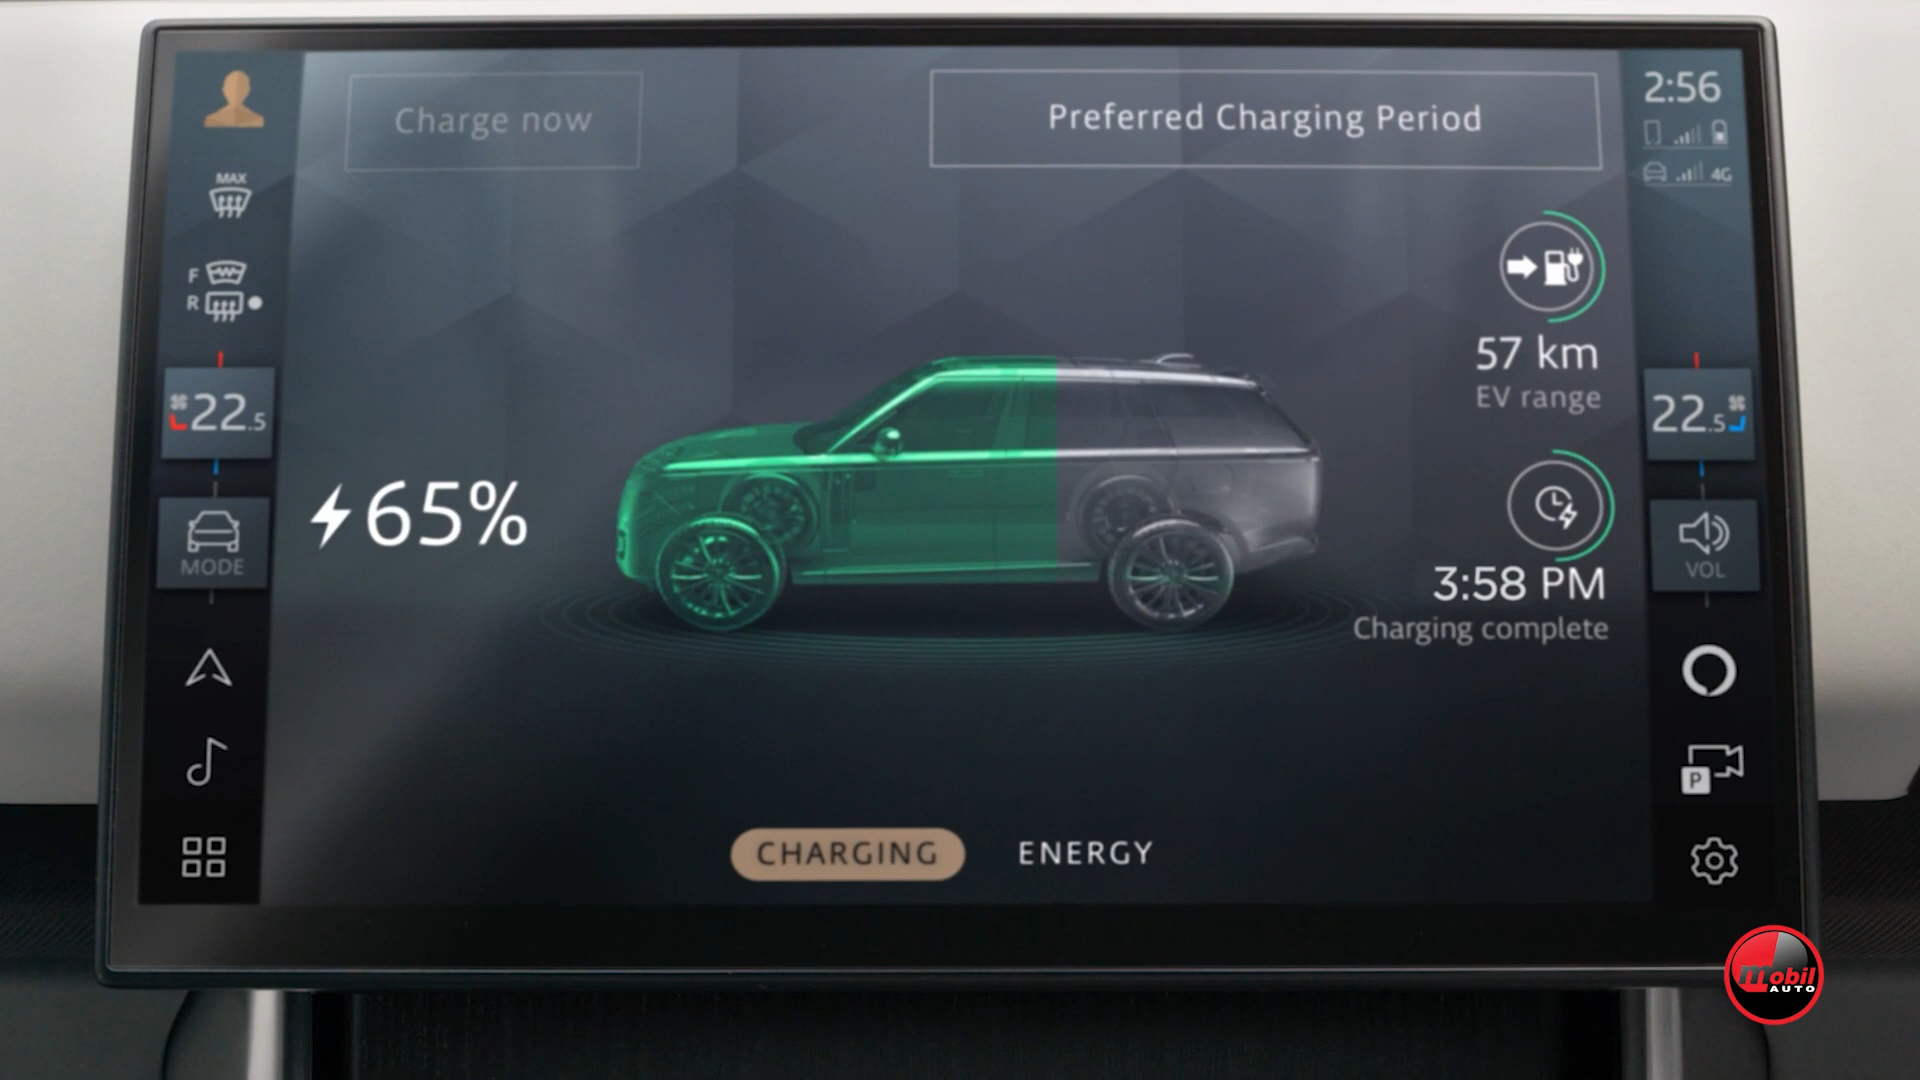 Charge now
Preferred Charging Period
2:56
4G
MAX
F
R
57 km
EV range
22.5
22.5
65%
MODE
VOL
3:58 PM
Charging complete
P
CHARGING
ENERGY
Mobil
AUTO